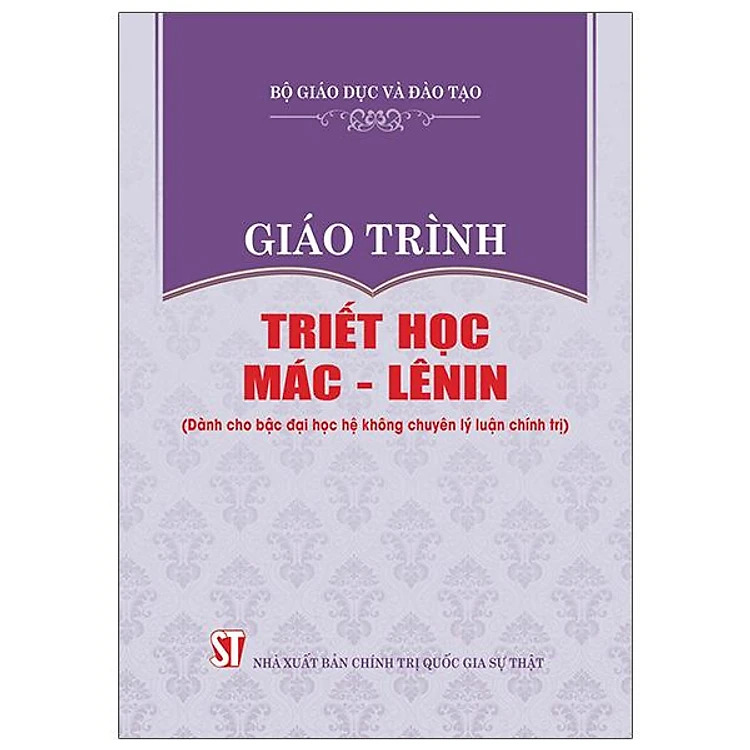 BỘ GIÁO DỤC VÀ ĐÀO TẠO
GIÁO TRÌNH
TRIẾT HỌC
MÁC - LÊNIN
(Dành cho bậc đại học hệ không chuyên lý luận chính trị)
ST
NHÀ XUẤT BẢN CHÍNH TRỊ QUỐC GIA SỰ THẬT